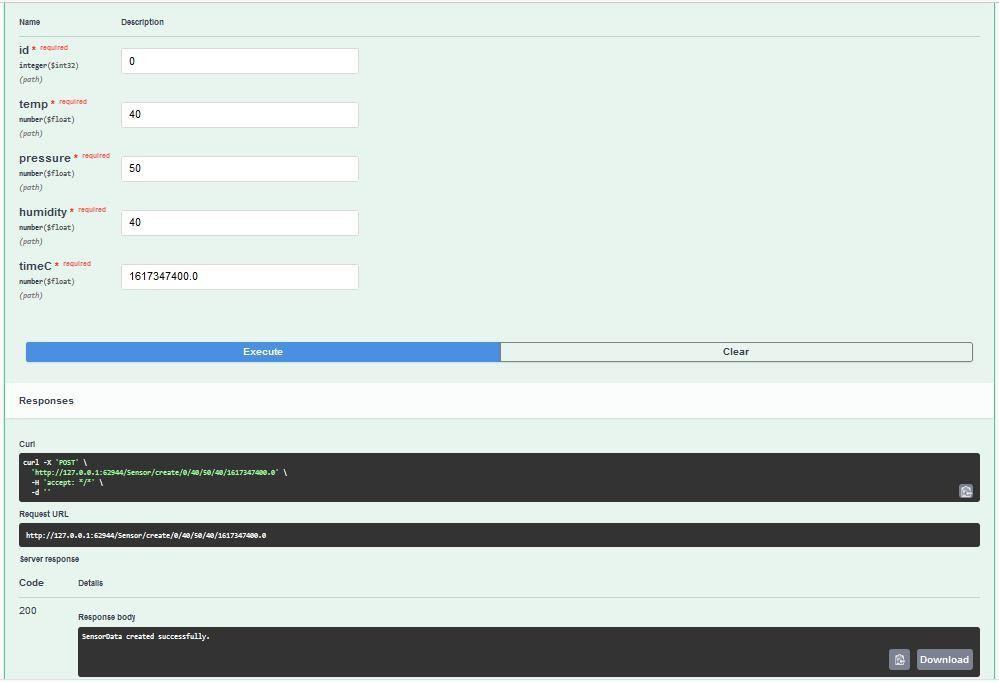 Name Description
id * required
integer($int32)
(path)
0
temp * required
number($float)
(path)
40
pressure * required
number($float)
(path)
50
humidity * required
number($float)
(path)
40
timeC * required
number($float)
(path)
1617347400.0
Execute Clear
Responses
Curl
curl -X 'POST' \
'http://127.0.0.1:62944/Sensor/create/0/40/50/40/1617347400.0' \
-H 'accept: */*' \
-d ''
Request URL
http://127.0.0.1:62944/Sensor/create/0/40/50/40/1617347400.0
Server response
Code Details
200
Response body
SensorData created successfully.
Download